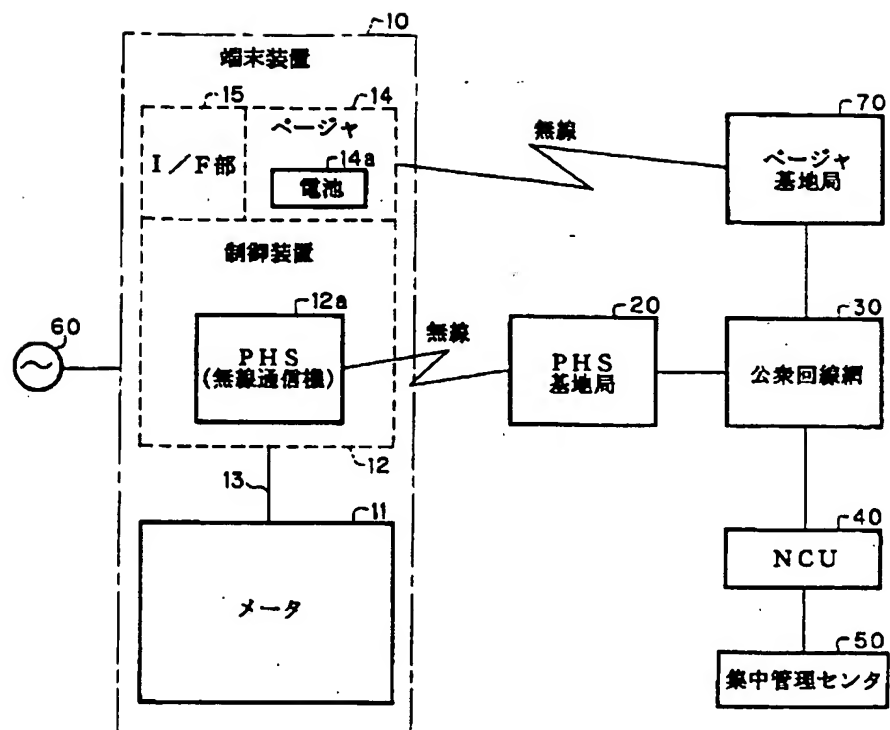 10
端末装置
15
14
ページャ
I/F部
14a
電池
無線
70
ページャ
基地局
制御装置
12a
PHS
(無線通信機)
無線
20
PHS
基地局
30
公衆回線網
60
12
13
11
メータ
40
NCU
50
集中管理センタ